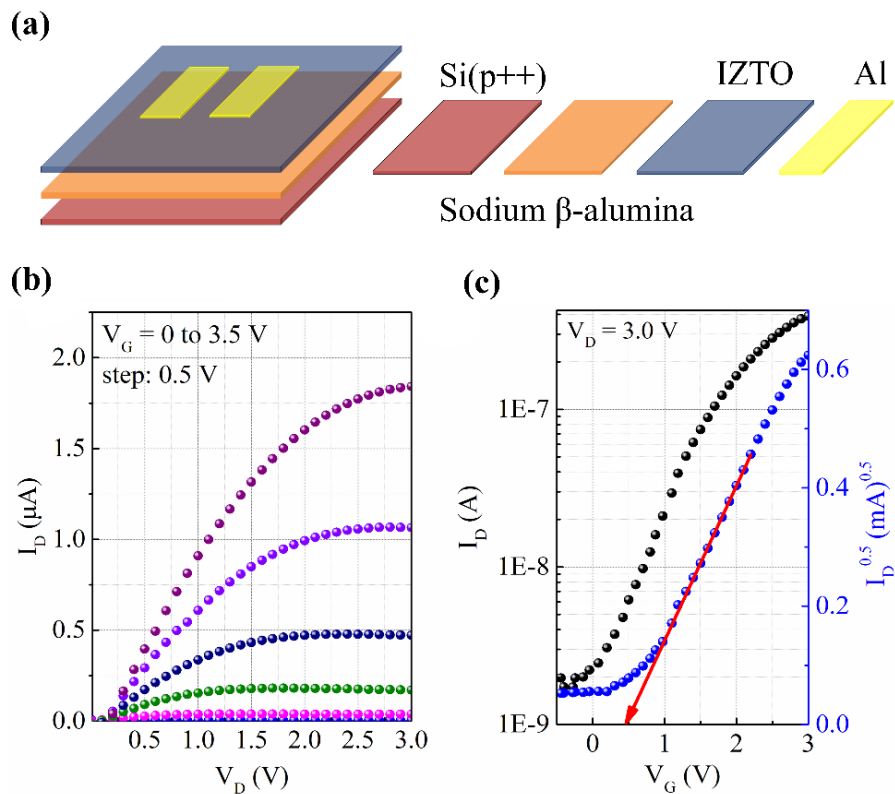 (a)
Si(p++)
IZTO
Al
Sodium β-alumina
(b)
V_G = 0 to 3.5 V
step: 0.5 V
2.0
1.5
1.0
0.5
0.0
I_D (μA)
0.5 1.0 1.5 2.0 2.5 3.0
V_D (V)
(c)
V_D = 3.0 V
1E-7
1E-8
1E-9
I_D (A)
0.6
0.4
0.2
0.0
I_D^0.5 (mA)^0.5
0 1 2 3
V_G (V)